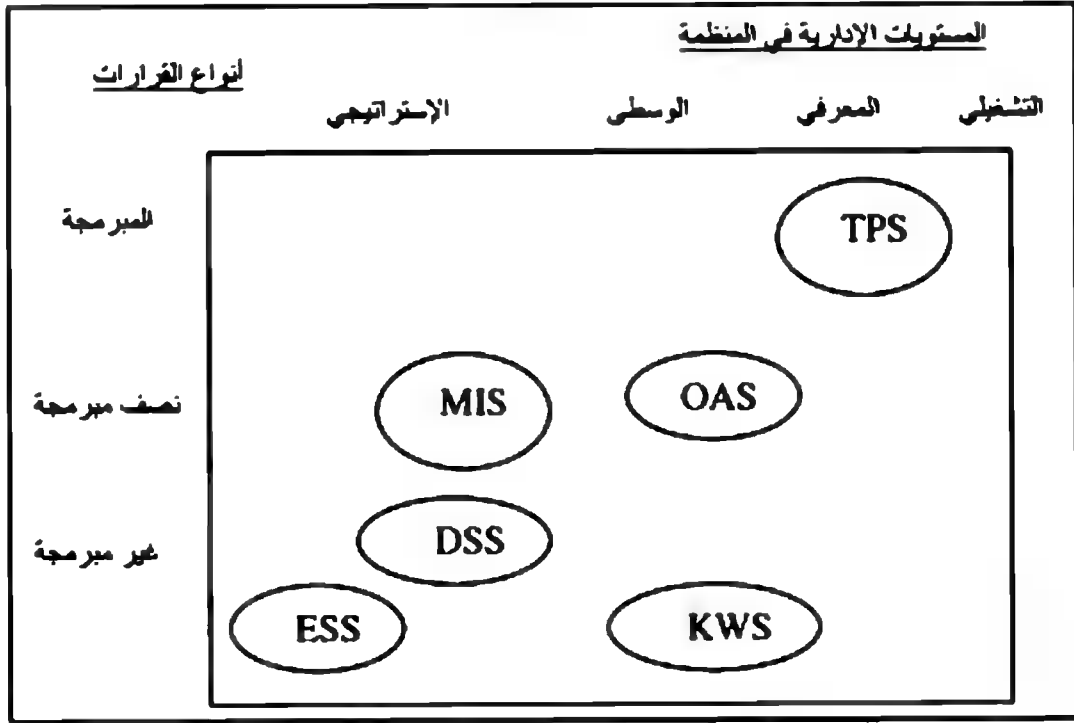 المستويات الإدارية في المنظمة
أنواع القرارات
التشغيلي المعرفي الوسطى الإستراتيجي
المبرمجة
TPS
نصف مبرمجة
OAS MIS
غير مبرمجة
DSS
KWS ESS